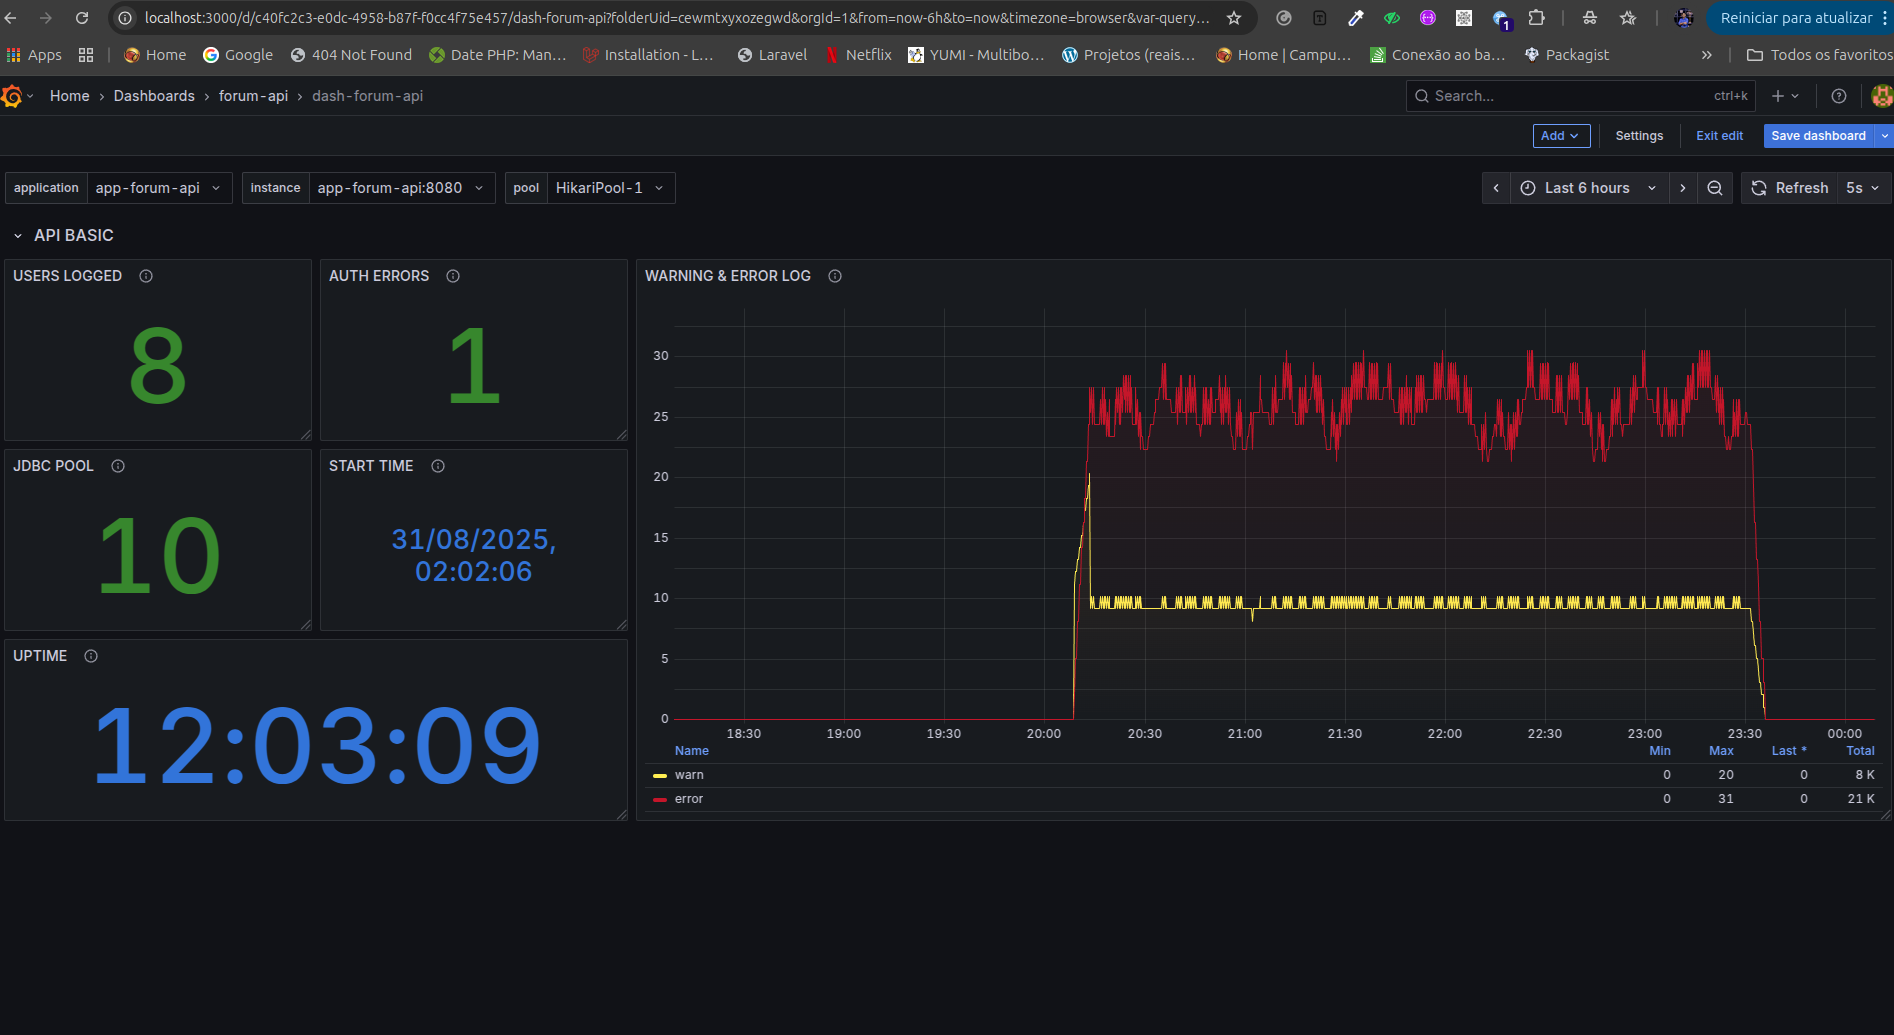 localhost:3000/d/c40fc2c3-e0dc-4958-b87f-f0cc4f75e457/dash-forum-api?folderUid=cewmtxyxozegwd&orgId=1&from=now-6h&to=now&timezone=browser&var-query...
1
Reiniciar para atualizar
Apps
Home
Google
404 Not Found
Date PHP: Man...
Installation - L...
Laravel
Netflix
YUMI - Multibo...
Projetos (reais...
Home | Campu...
Conexão ao ba...
Packagist
»
Todos os favoritos
Home › Dashboards › forum-api › dash-forum-api
Search...
ctrl+k
Add
Settings
Exit edit
Save dashboard
application
app-forum-api
instance
app-forum-api:8080
pool
HikariPool-1
Last 6 hours
Refresh
5s
API BASIC
USERS LOGGED
8
AUTH ERRORS
1
JDBC POOL
10
START TIME
31/08/2025,
02:02:06
UPTIME
12:03:09
WARNING & ERROR LOG
30
25
20
15
10
5
0
18:30 19:00 19:30 20:00 20:30 21:00 21:30 22:00 22:30 23:00 23:30 00:00
Name Min Max Last * Total
warn 0 20 0 8 K
error 0 31 0 21 K